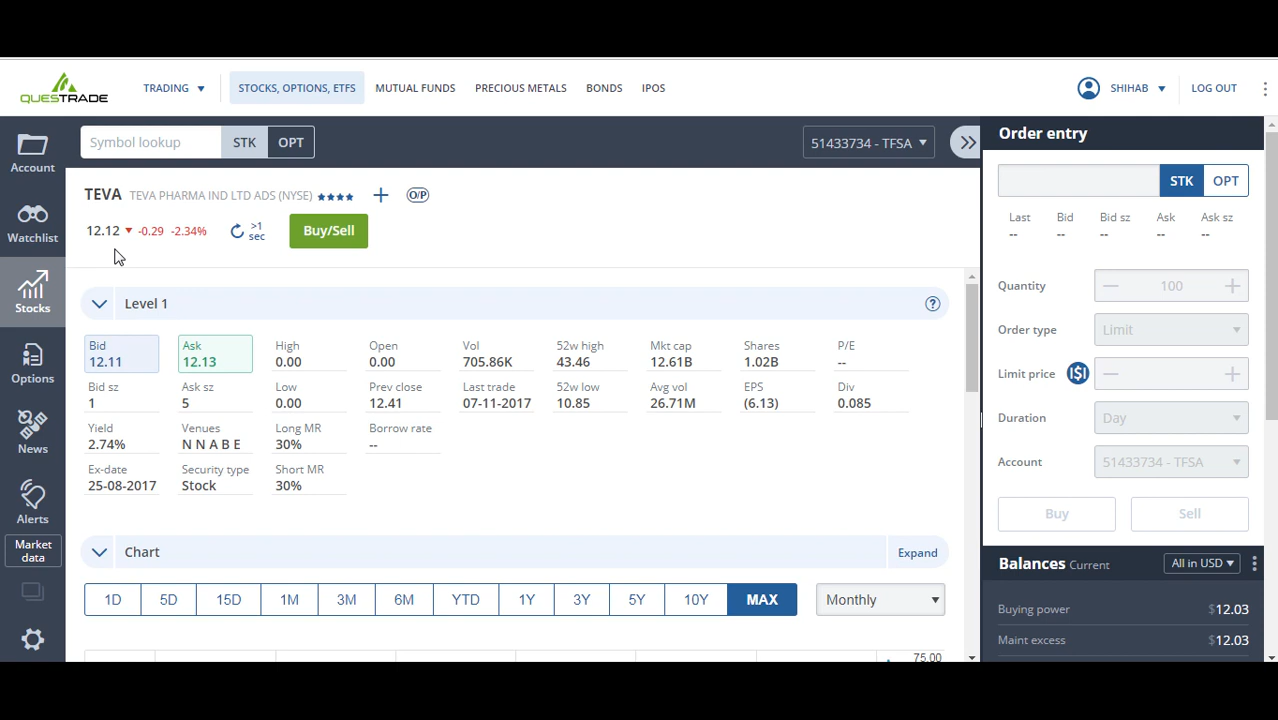 QUESTRADE
TRADING
STOCKS, OPTIONS, ETFS
MUTUAL FUNDS
PRECIOUS METALS
BONDS
IPOS
SHIHAB
LOG OUT
Account
Watchlist
Stocks
Options
News
Alerts
Market
data
Symbol lookup
STK
OPT
51433734 - TFSA
TEVA
TEVA PHARMA IND LTD ADS (NYSE)
O/P
12.12
-0.29
-2.34%
>1
sec
Buy/Sell
Level 1
?
Bid
12.11
Ask
12.13
High
0.00
Open
0.00
Vol
705.86K
52w high
43.46
Mkt cap
12.61B
Shares
1.02B
P/E
--
Bid sz
1
Ask sz
5
Low
0.00
Prev close
12.41
Last trade
07-11-2017
52w low
10.85
Avg vol
26.71M
EPS
(6.13)
Div
0.085
Yield
2.74%
Venues
N N A B E
Long MR
30%
Borrow rate
--
Ex-date
25-08-2017
Security type
Stock
Short MR
30%
Chart
Expand
1D
5D
15D
1M
3M
6M
YTD
1Y
3Y
5Y
10Y
MAX
Monthly
75.00
Order entry
STK
OPT
Last
--
Bid
--
Bid sz
--
Ask
--
Ask sz
--
Quantity
100
Order type
Limit
Limit price
Duration
Day
Account
51433734 - TFSA
Buy
Sell
Balances Current
All in USD
Buying power
$12.03
Maint excess
$12.03